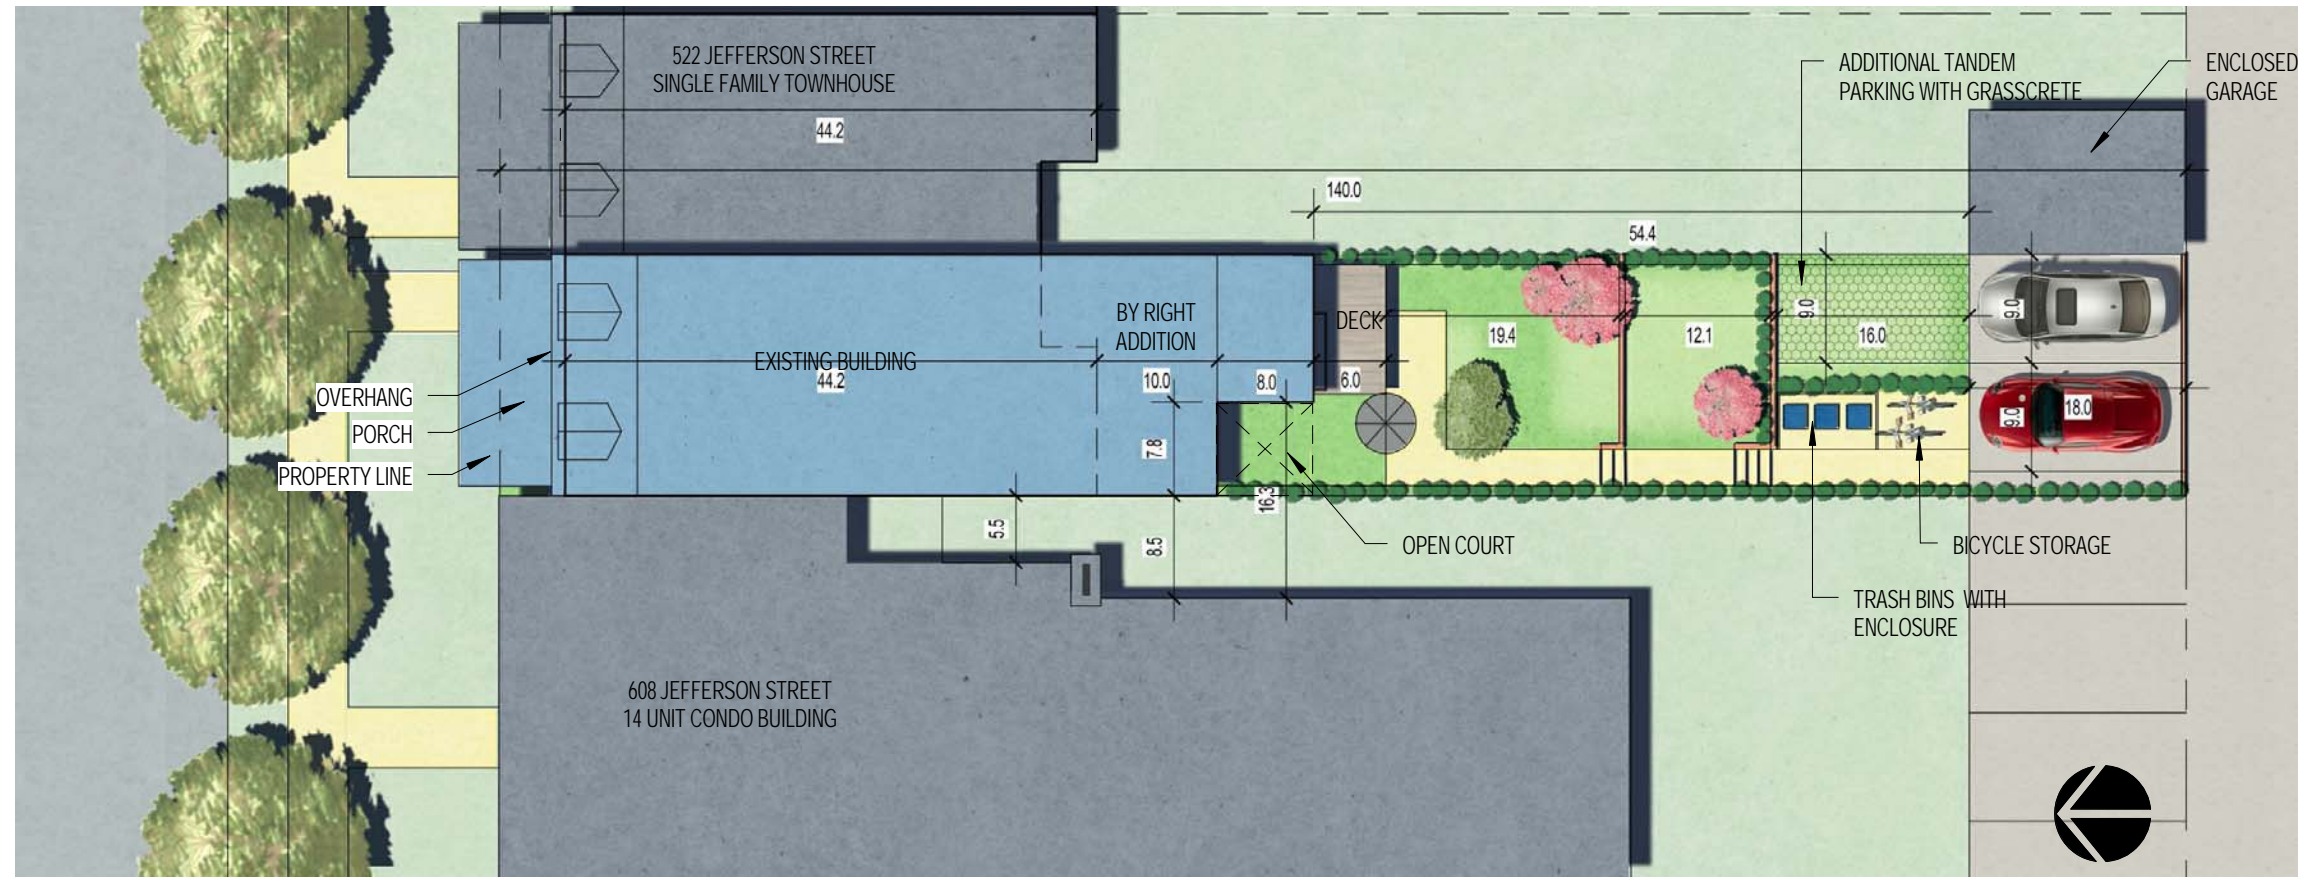 522 JEFFERSON STREET
SINGLE FAMILY TOWNHOUSE
44.2
ADDITIONAL TANDEM
PARKING WITH GRASSCRETE
ENCLOSED
GARAGE
140.0
54.4
BY RIGHT
ADDITION
DECK
EXISTING BUILDING
44.2
10.0
8.0
6.0
19.4
12.1
9.0
16.0
9.0
9.0
18.0
7.8
16.3
OVERHANG
PORCH
PROPERTY LINE
5.5
8.5
OPEN COURT
BICYCLE STORAGE
TRASH BINS WITH
ENCLOSURE
608 JEFFERSON STREET
14 UNIT CONDO BUILDING